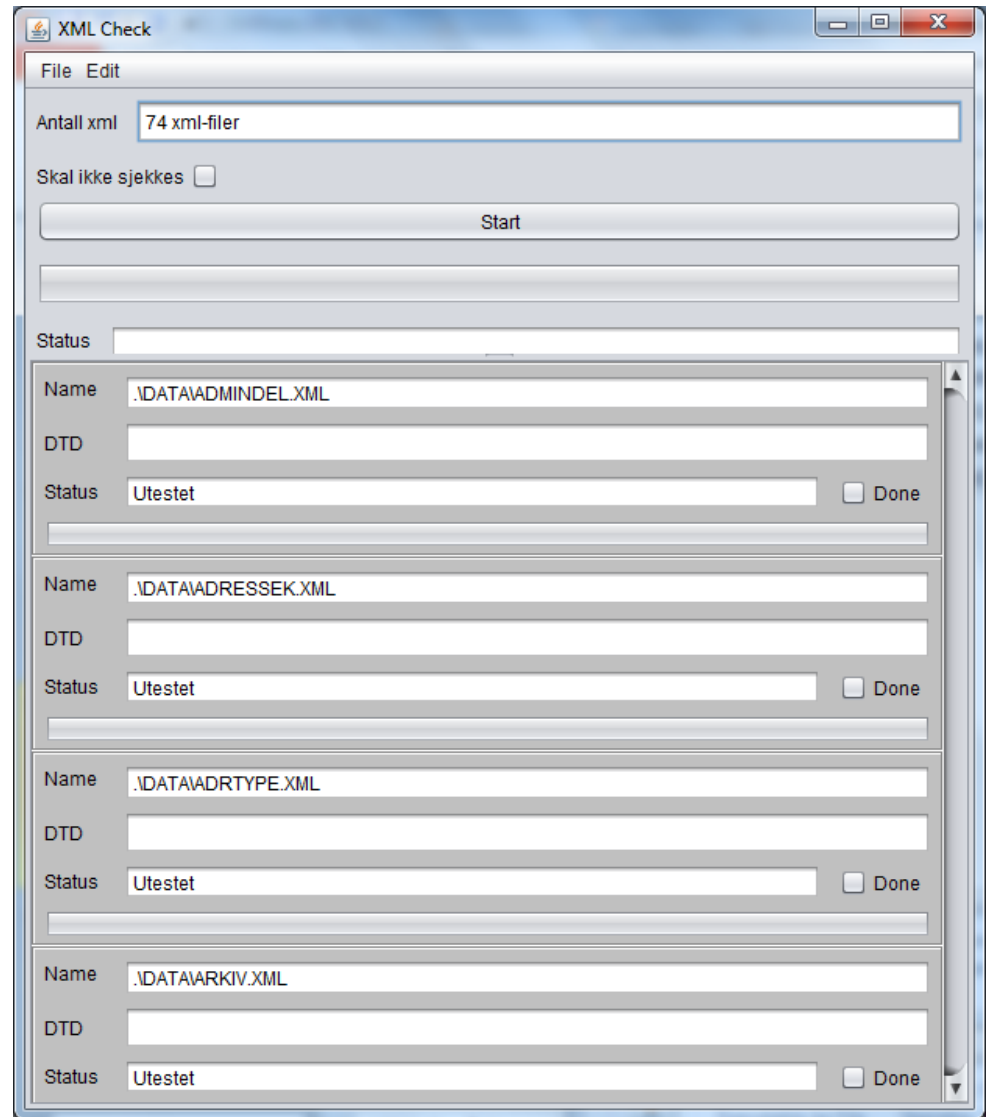 XML Check
File Edit
Antall xml 74 xml-filer
Skal ikke sjekkes
Start
Status
Name .\DATA\ADMINDEL.XML
DTD
Status Utestet Done
Name .\DATA\ADRESSEK.XML
DTD
Status Utestet Done
Name .\DATA\ADRTYPE.XML
DTD
Status Utestet Done
Name .\DATA\ARKIV.XML
DTD
Status Utestet Done